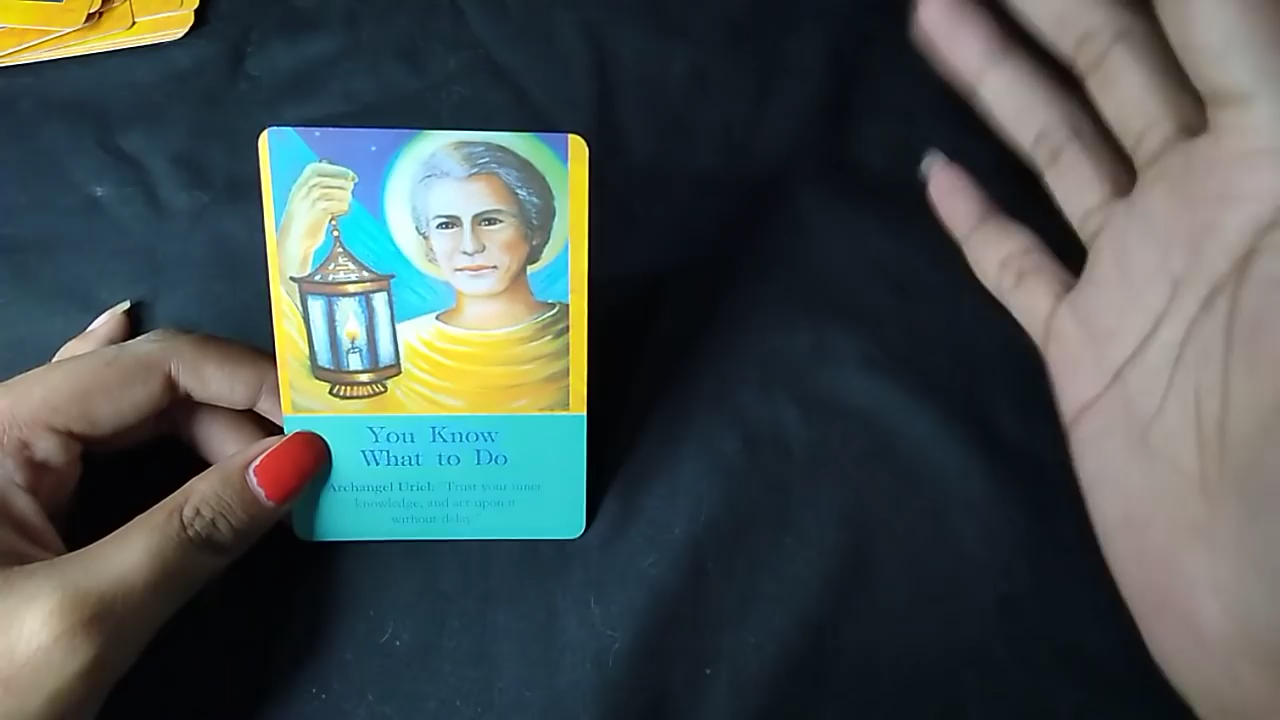 You Know
What to Do
Archangel Uriel: "Trust your inner
knowledge, and act upon it
without delay."